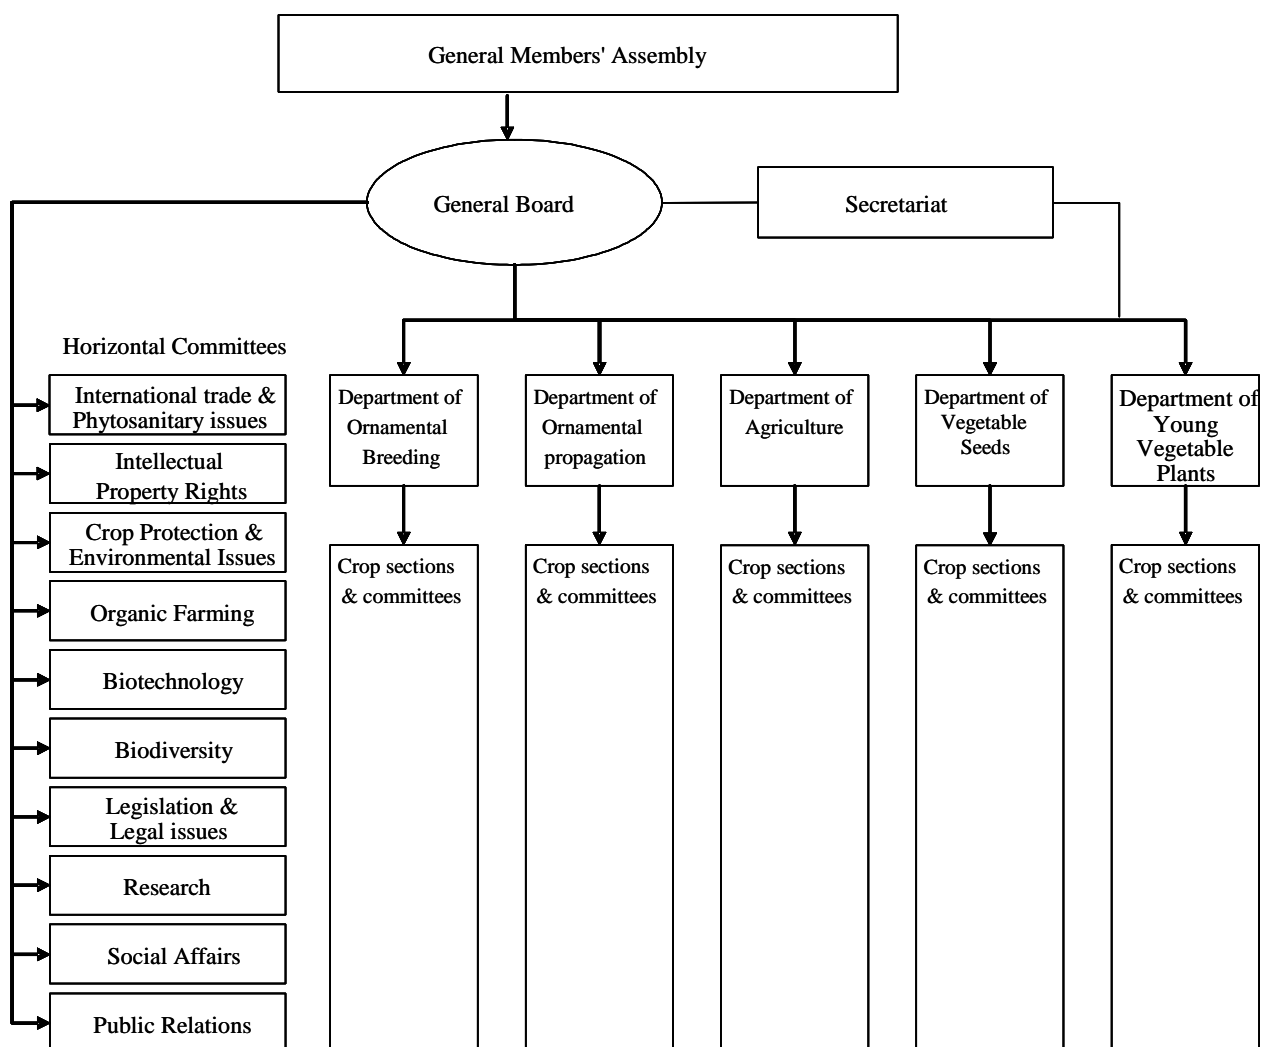 General Members' Assembly
General Board
Secretariat
Horizontal Committees
International trade &
Phytosanitary issues
Intellectual
Property Rights
Crop Protection &
Environmental Issues
Organic Farming
Biotechnology
Biodiversity
Legislation &
Legal issues
Research
Social Affairs
Public Relations
Department of
Ornamental
Breeding
Department of
Ornamental
propagation
Department of
Agriculture
Department of
Vegetable
Seeds
Department of
Young
Vegetable
Plants
Crop sections
& committees
Crop sections
& committees
Crop sections
& committees
Crop sections
& committees
Crop sections
& committees